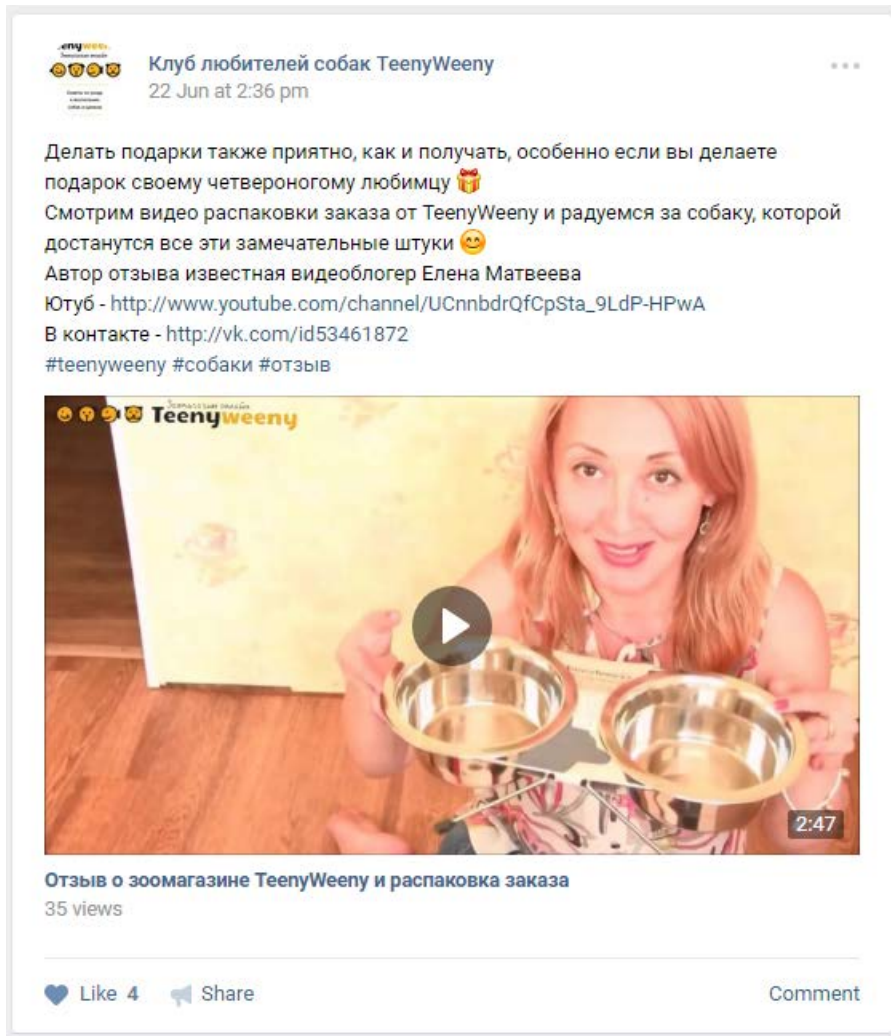 Клуб любителей собак TeenyWeeny
22 Jun at 2:36 pm
Делать подарки также приятно, как и получать, особенно если вы делаете
подарок своему четвероногому любимцу
Смотрим видео распаковки заказа от TeenyWeeny и радуемся за собаку, которой
достанутся все эти замечательные штуки
Автор отзыва известная видеоблогер Елена Матвеева
Ютуб - http://www.youtube.com/channel/UCnnbdrQfCpSta_9LdP-HPwA
В контакте - http://vk.com/id53461872
#teenyweeny #собаки #отзыв
Teenyweeny
2:47
Отзыв о зоомагазине TeenyWeeny и распаковка заказа
35 views
Like 4
Share
Comment